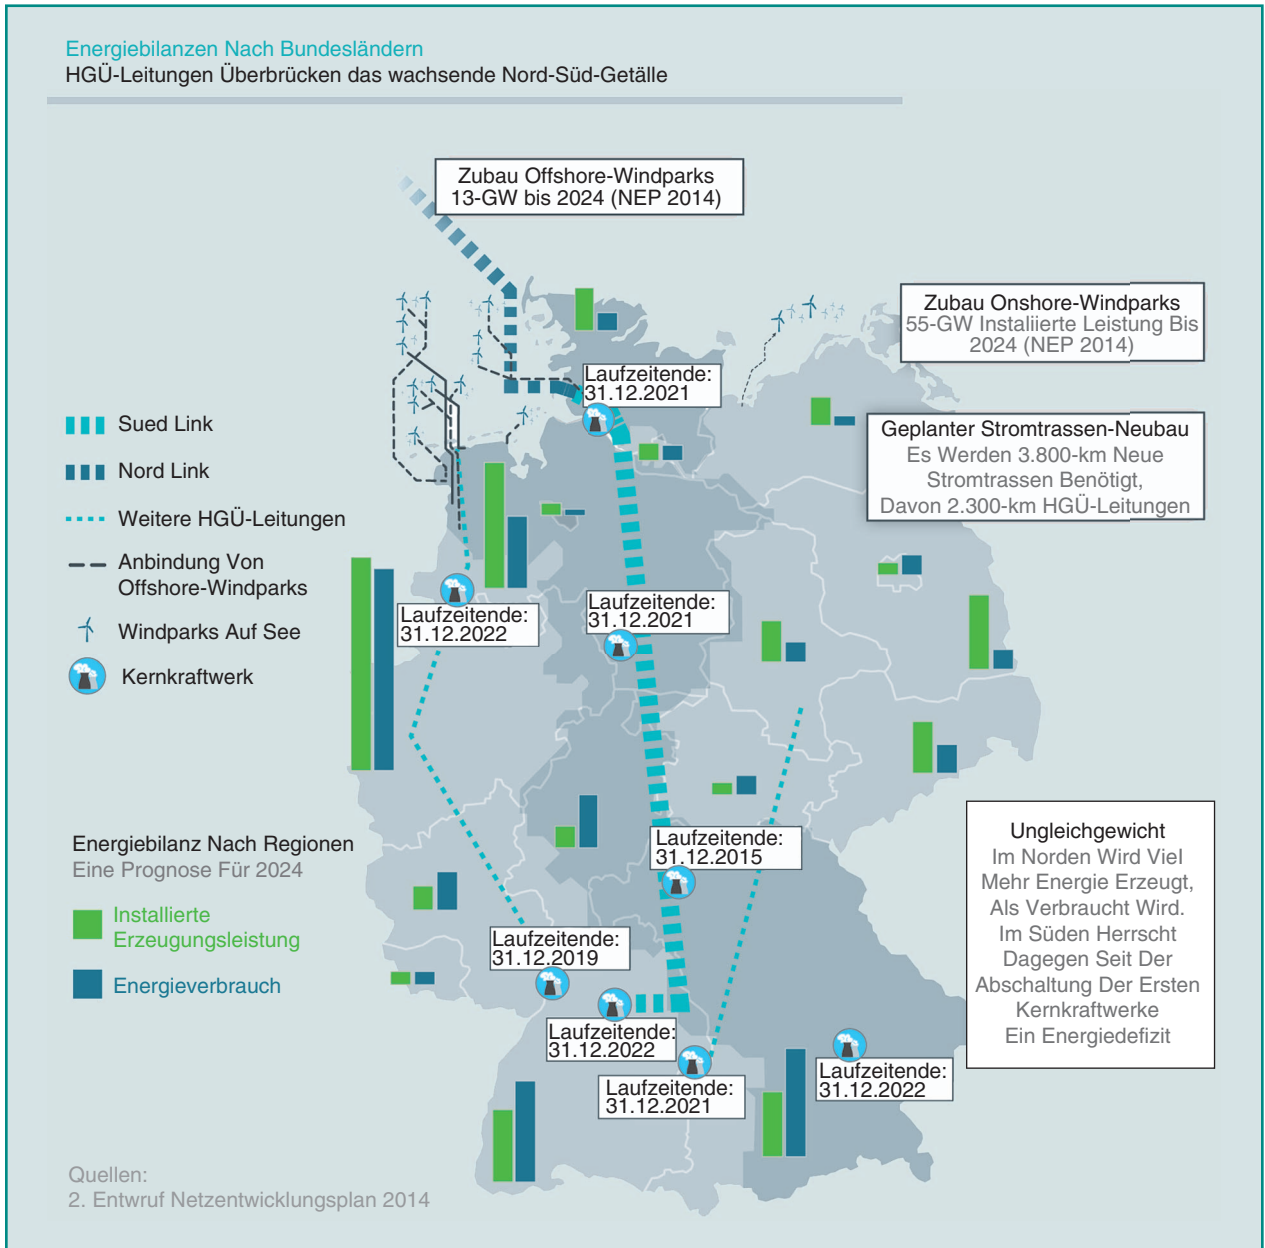 Energiebilanzen Nach Bundesländern
HGÜ-Leitungen Überbrücken das wachsende Nord-Süd-Getälle
Zubau Offshore-Windparks
13-GW bis 2024 (NEP 2014)
Zubau Onshore-Windparks
55-GW Instaliierte Leistung Bis
2024 (NEP 2014)
Laufzeitende:
31.12.2021
Geplanter Stromtrassen-Neubau
Es Werden 3.800-km Neue
Stromtrassen Benötigt,
Davon 2.300-km HGÜ-Leitungen
Sued Link
Nord Link
Weitere HGÜ-Leitungen
Anbindung Von
Offshore-Windparks
Windparks Auf See
Kernkraftwerk
Laufzeitende:
31.12.2022
Laufzeitende:
31.12.2021
Laufzeitende:
31.12.2015
Energiebilanz Nach Regionen
Eine Prognose Für 2024
Installierte
Erzeugungsleistung
Energieverbrauch
Laufzeitende:
31.12.2019
Laufzeitende:
31.12.2022
Laufzeitende:
31.12.2021
Laufzeitende:
31.12.2022
Ungleichgewicht
Im Norden Wird Viel
Mehr Energie Erzeugt,
Als Verbraucht Wird.
Im Süden Herrscht
Dagegen Seit Der
Abschaltung Der Ersten
Kernkraftwerke
Ein Energiedefizit
Quellen:
2. Entwruf Netzentwicklungsplan 2014